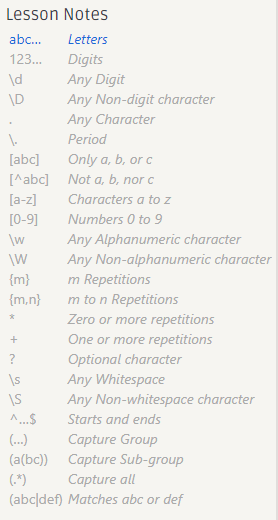 Lesson Notes
abc… Letters
123… Digits
\d Any Digit
\D Any Non-digit character
. Any Character
\. Period
[abc] Only a, b, or c
[^abc] Not a, b, nor c
[a-z] Characters a to z
[0-9] Numbers 0 to 9
\w Any Alphanumeric character
\W Any Non-alphanumeric character
{m} m Repetitions
{m,n} m to n Repetitions
* Zero or more repetitions
+ One or more repetitions
? Optional character
\s Any Whitespace
\S Any Non-whitespace character
^…$ Starts and ends
(…) Capture Group
(a(bc)) Capture Sub-group
(.*) Capture all
(abc|def) Matches abc or def